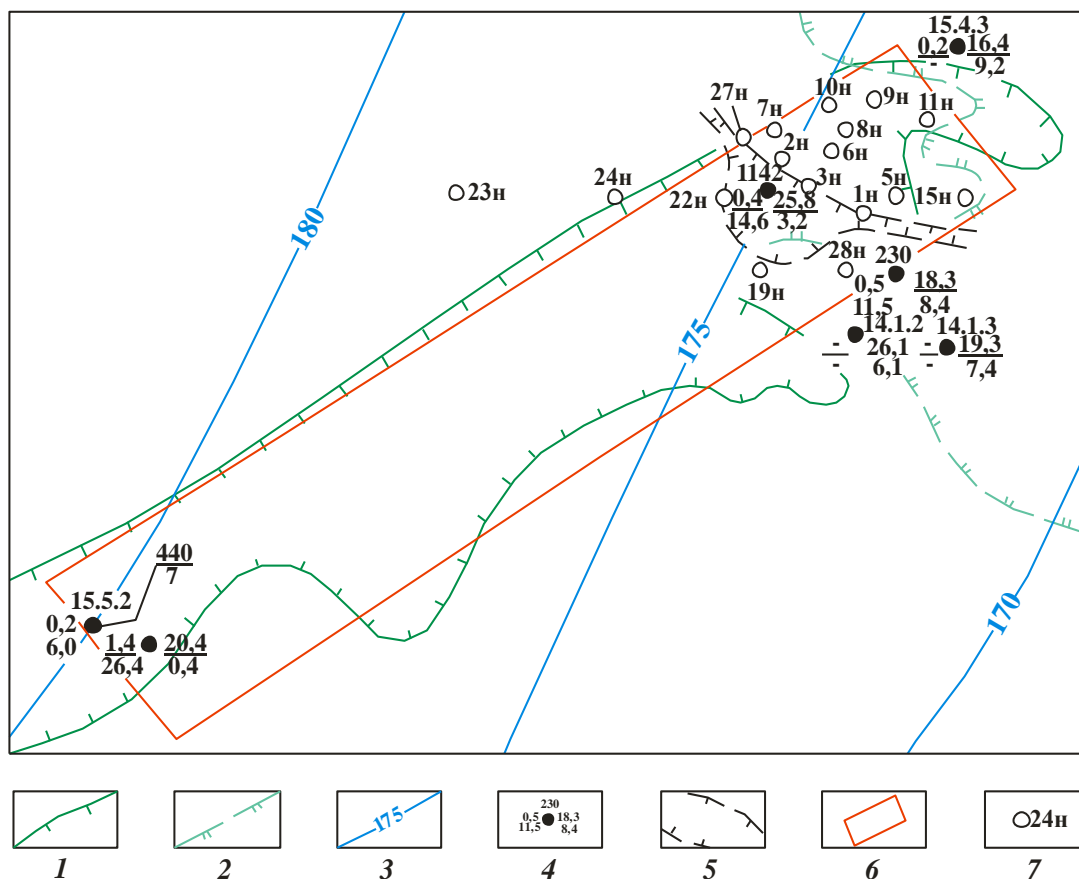 15.4.3
0,2 16,4
- 9,2
27н
7н
10н
9н
11н
2н
8н
6н
1142
0,4 25,8
14,6 3,2
3н
5н
15н
1н
22н
24н
23н
180
19н
28н
230
0,5 18,3
11,5 8,4
14.1.2
- 26,1
- 6,1
14.1.3
- 19,3
- 7,4
175
170
440
7
15.5.2
0,2
6,0
1,4 20,4
26,4 0,4
175
230
0,5 18,3
11,5 8,4
24н
1 2 3 4 5 6 7